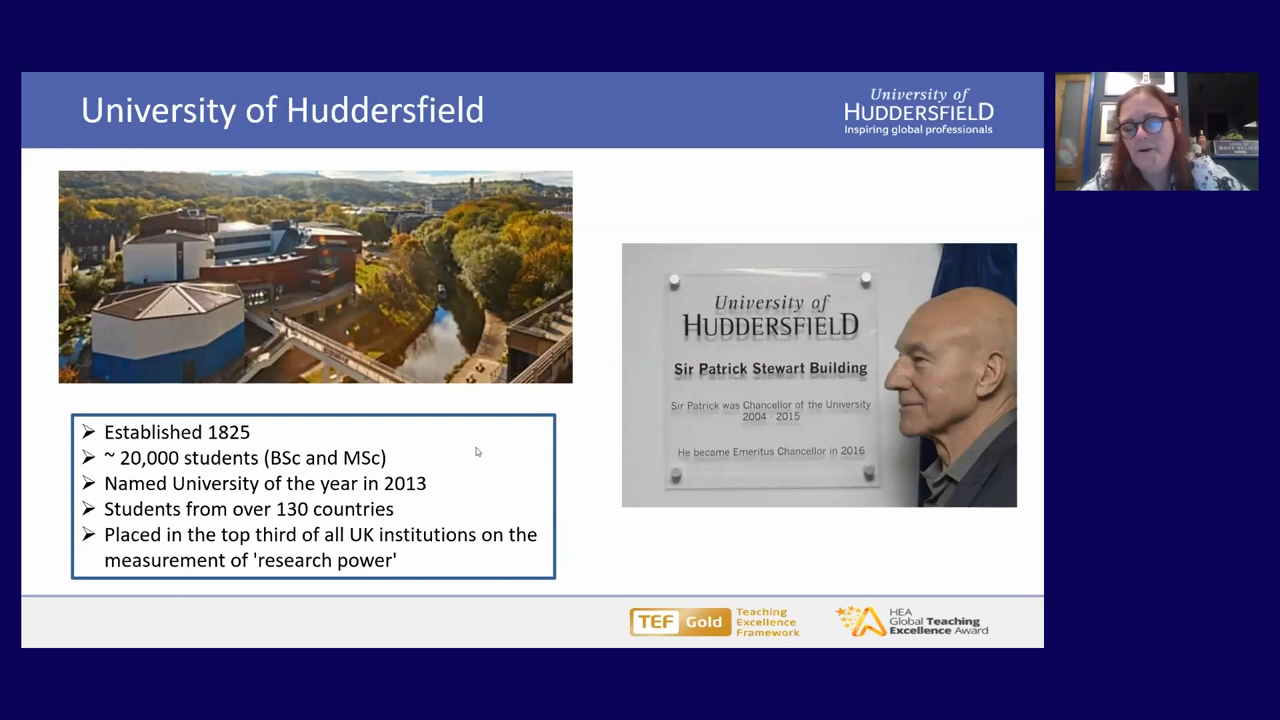 University of Huddersfield
University of
HUDDERSFIELD
Inspiring global professionals
University of
HUDDERSFIELD
Sir Patrick Stewart Building
Sir Patrick was Chancellor of the University
2004 - 2015
He became Emeritus Chancellor in 2016
➢ Established 1825
➢ ~ 20,000 students (BSc and MSc)
➢ Named University of the year in 2013
➢ Students from over 130 countries
➢ Placed in the top third of all UK institutions on the
measurement of 'research power'
TEF Gold
Teaching
Excellence
Framework
HEA
Global Teaching
Excellence Award